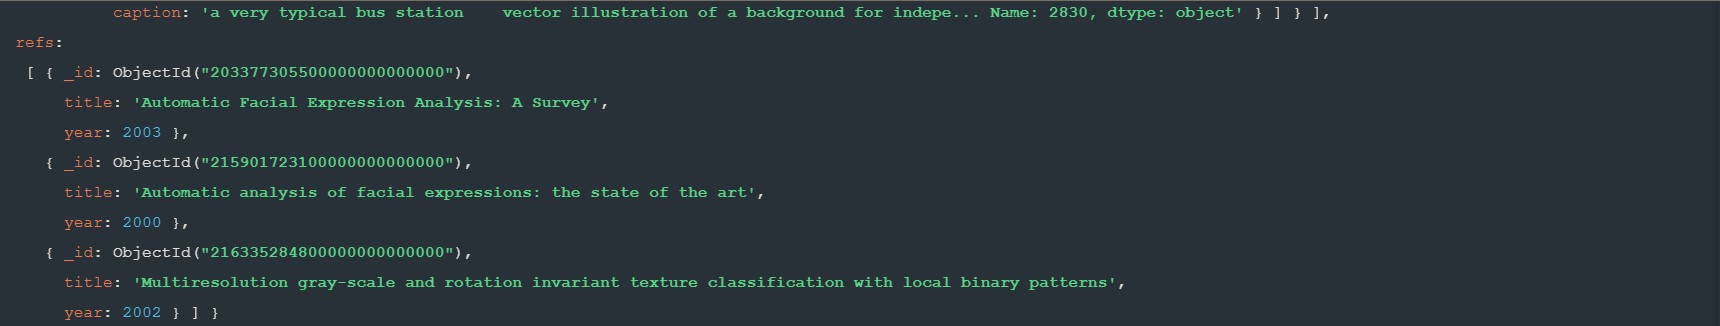 caption: 'a very typical bus station    vector illustration of a background for indepe... Name: 2830, dtype: object' } ] } ],
refs:
[ { _id: ObjectId("203377305500000000000000"),
title: 'Automatic Facial Expression Analysis: A Survey',
year: 2003 },
{ _id: ObjectId("215901723100000000000000"),
title: 'Automatic analysis of facial expressions: the state of the art',
year: 2000 },
{ _id: ObjectId("216335284800000000000000"),
title: 'Multiresolution gray-scale and rotation invariant texture classification with local binary patterns',
year: 2002 } ] }